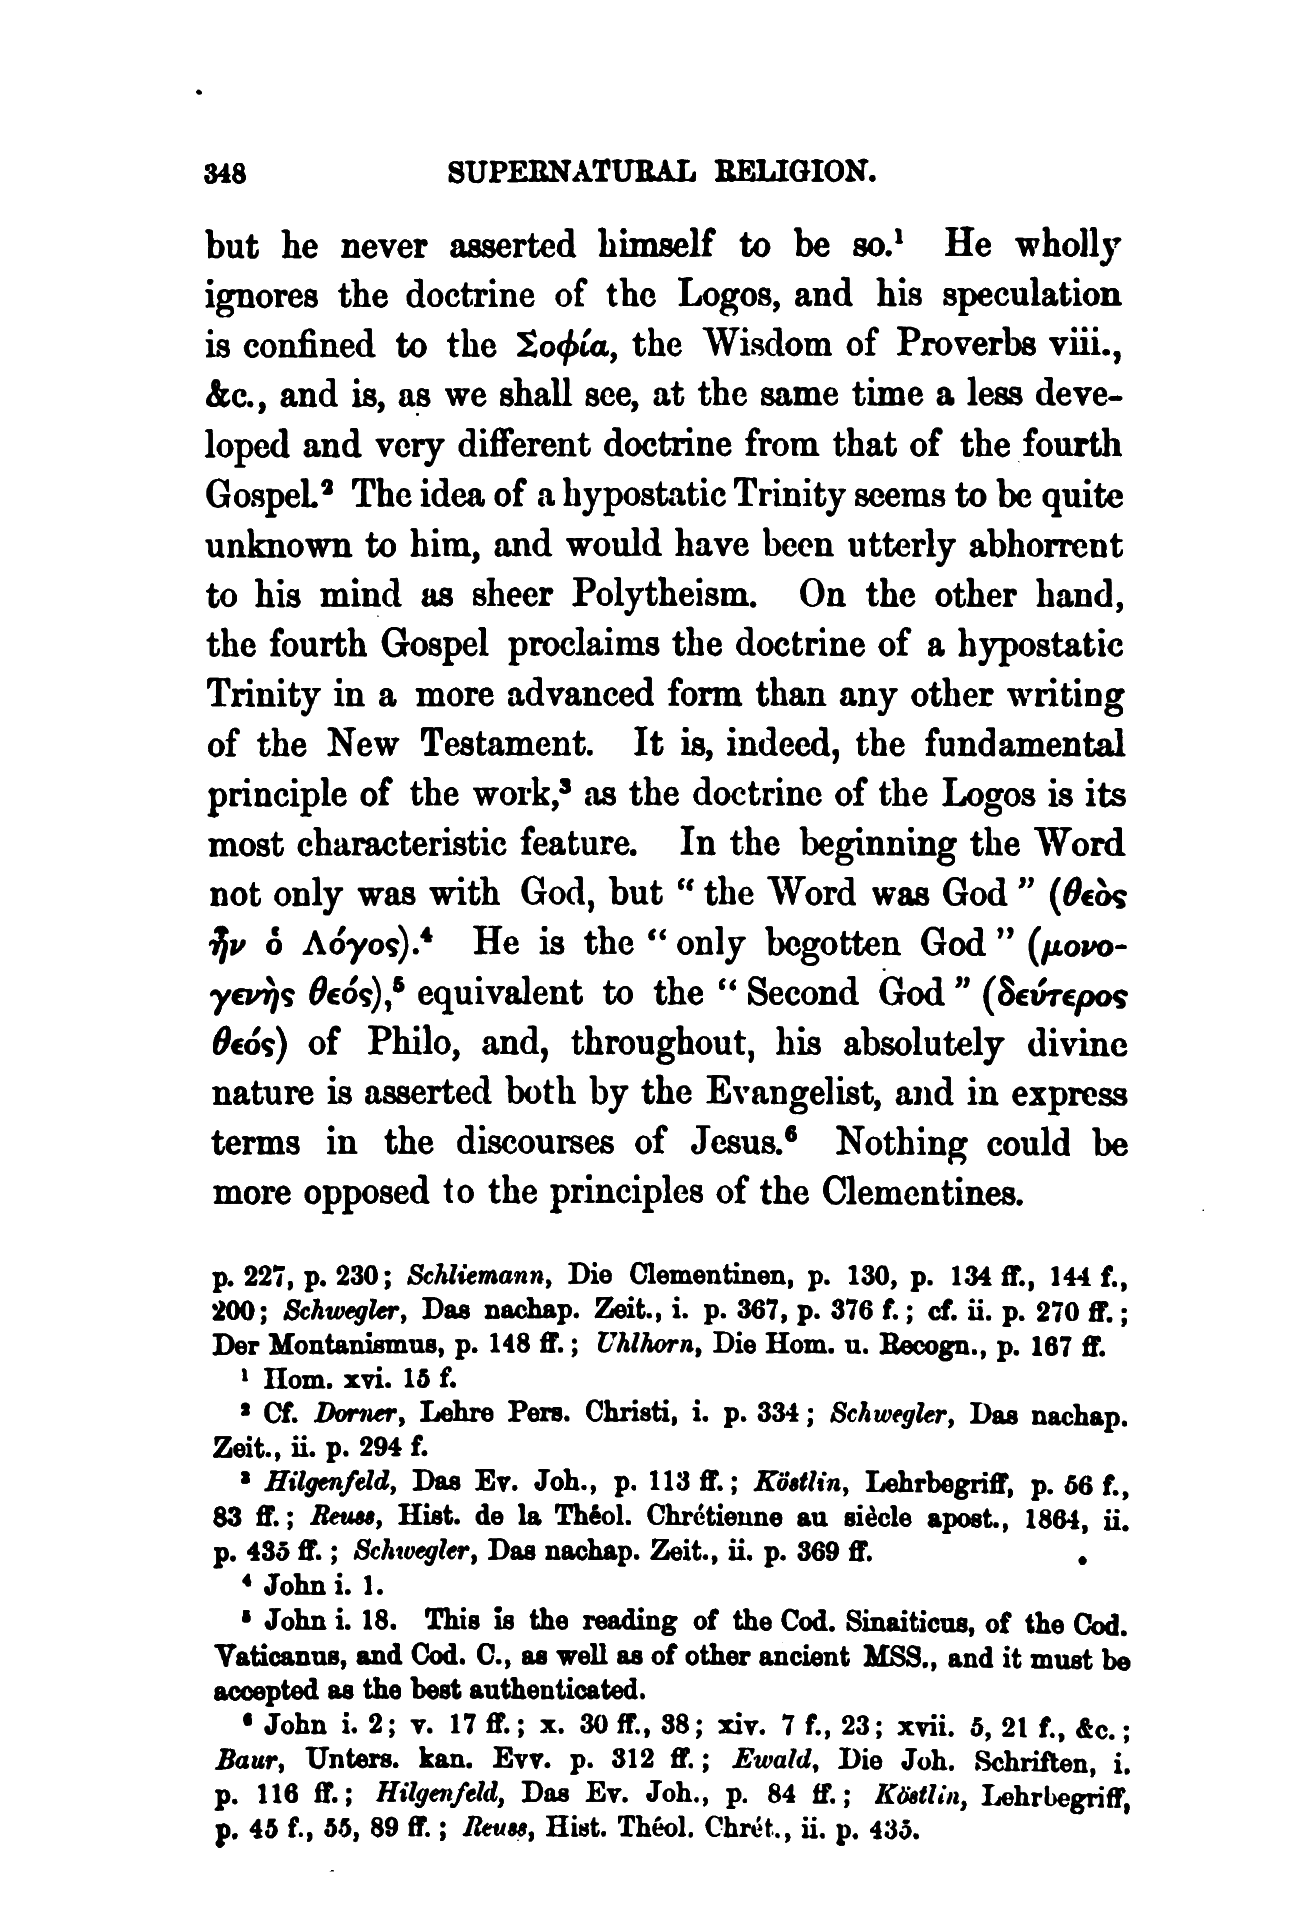 348 SUPERNATURAL RELIGION.
but he never asserted himself to be so.¹ He wholly
ignores the doctrine of the Logos, and his speculation
is confined to the Σοφία, the Wisdom of Proverbs viii.,
&c., and is, as we shall see, at the same time a less deve-
loped and very different doctrine from that of the fourth
Gospel.² The idea of a hypostatic Trinity seems to be quite
unknown to him, and would have been utterly abhorrent
to his mind as sheer Polytheism. On the other hand,
the fourth Gospel proclaims the doctrine of a hypostatic
Trinity in a more advanced form than any other writing
of the New Testament. It is, indeed, the fundamental
principle of the work,³ as the doctrine of the Logos is its
most characteristic feature. In the beginning the Word
not only was with God, but “ the Word was God ” (θεὸς
ἦν ὁ Λόγος).⁴ He is the “ only begotten God ” (μονο-
γενὴς θεός),⁵ equivalent to the “ Second God ” (δεύτερος
θεός) of Philo, and, throughout, his absolutely divine
nature is asserted both by the Evangelist, and in express
terms in the discourses of Jesus.⁶ Nothing could be
more opposed to the principles of the Clementines.
p. 227, p. 230; Schliemann, Die Clementinen, p. 130, p. 134 ff., 144 f.,
200; Schwegler, Das nachap. Zeit., i. p. 367, p. 376 f.; cf. ii. p. 270 ff.;
Der Montanismus, p. 148 ff.; Uhlhorn, Die Hom. u. Recogn., p. 167 ff.
¹ Hom. xvi. 15 f.
² Cf. Dorner, Lehre Pers. Christi, i. p. 334; Schwegler, Das nachap.
Zeit., ii. p. 294 f.
³ Hilgenfeld, Das Ev. Joh., p. 113 ff.; Köstlin, Lehrbegriff, p. 56 f.,
83 ff.; Reuss, Hist. de la Théol. Chrétienne au siècle apost., 1864, ii.
p. 435 ff.; Schwegler, Das nachap. Zeit., ii. p. 369 ff.
⁴ John i. 1.
⁵ John i. 18. This is the reading of the Cod. Sinaiticus, of the Cod.
Vaticanus, and Cod. C., as well as of other ancient MSS., and it must be
accepted as the best authenticated.
⁶ John i. 2; v. 17 ff.; x. 30 ff., 38; xiv. 7 f., 23; xvii. 5, 21 f., &c.;
Baur, Unters. kan. Evv. p. 312 ff.; Ewald, Die Joh. Schriften, i.
p. 116 ff.; Hilgenfeld, Das Ev. Joh., p. 84 ff.; Köstlin, Lehrbegriff,
p. 45 f., 55, 89 ff.; Reuss, Hist. Théol. Chrét., ii. p. 435.